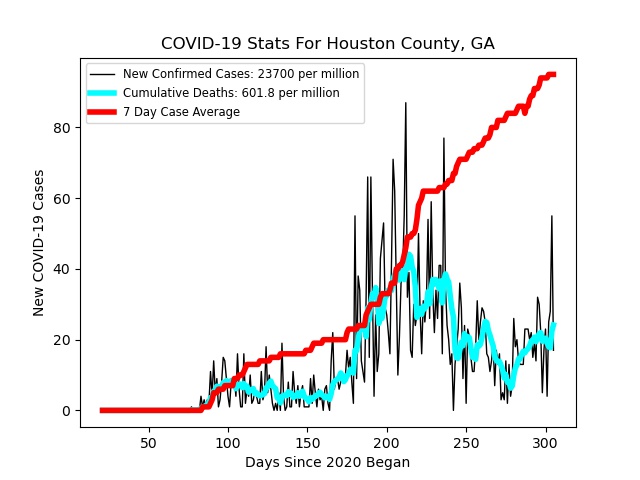 COVID-19 Stats For Houston County, GA
New Confirmed Cases: 23700 per million
Cumulative Deaths: 601.8 per million
7 Day Case Average
New COVID-19 Cases
80
60
40
20
0
50 100 150 200 250 300
Days Since 2020 Began